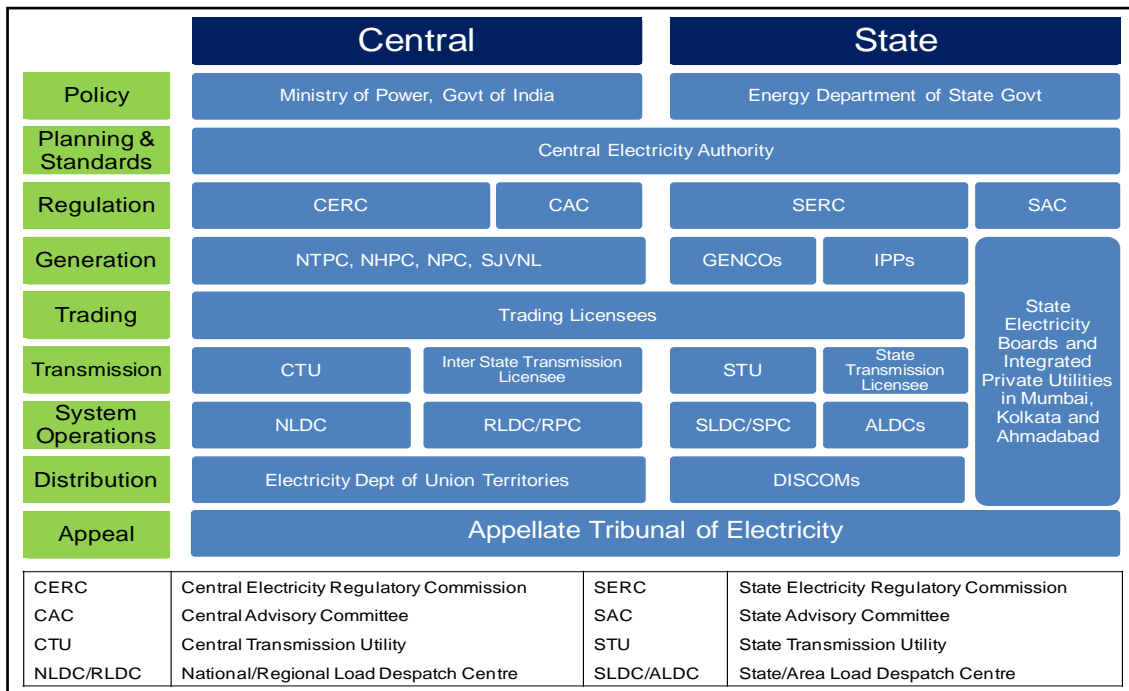 Central
State
Policy
Ministry of Power, Govt of India
Energy Department of State Govt
Planning &
Standards
Central Electricity Authority
Regulation
CERC
CAC
SERC
SAC
Generation
NTPC, NHPC, NPC, SJVNL
GENCOs
IPPs
State
Electricity
Boards and
Integrated
Private Utilities
in Mumbai,
Kolkata and
Ahmadabad
Trading
Trading Licensees
Transmission
CTU
Inter State Transmission
Licensee
STU
State
Transmission
Licensee
System
Operations
NLDC
RLDC/RPC
SLDC/SPC
ALDCs
Distribution
Electricity Dept of Union Territories
DISCOMs
Appeal
Appellate Tribunal of Electricity
CERC Central Electricity Regulatory Commission SERC State Electricity Regulatory Commission
CAC Central Advisory Committee SAC State Advisory Committee
CTU Central Transmission Utility STU State Transmission Utility
NLDC/RLDC National/Regional Load Despatch Centre SLDC/ALDC State/Area Load Despatch Centre